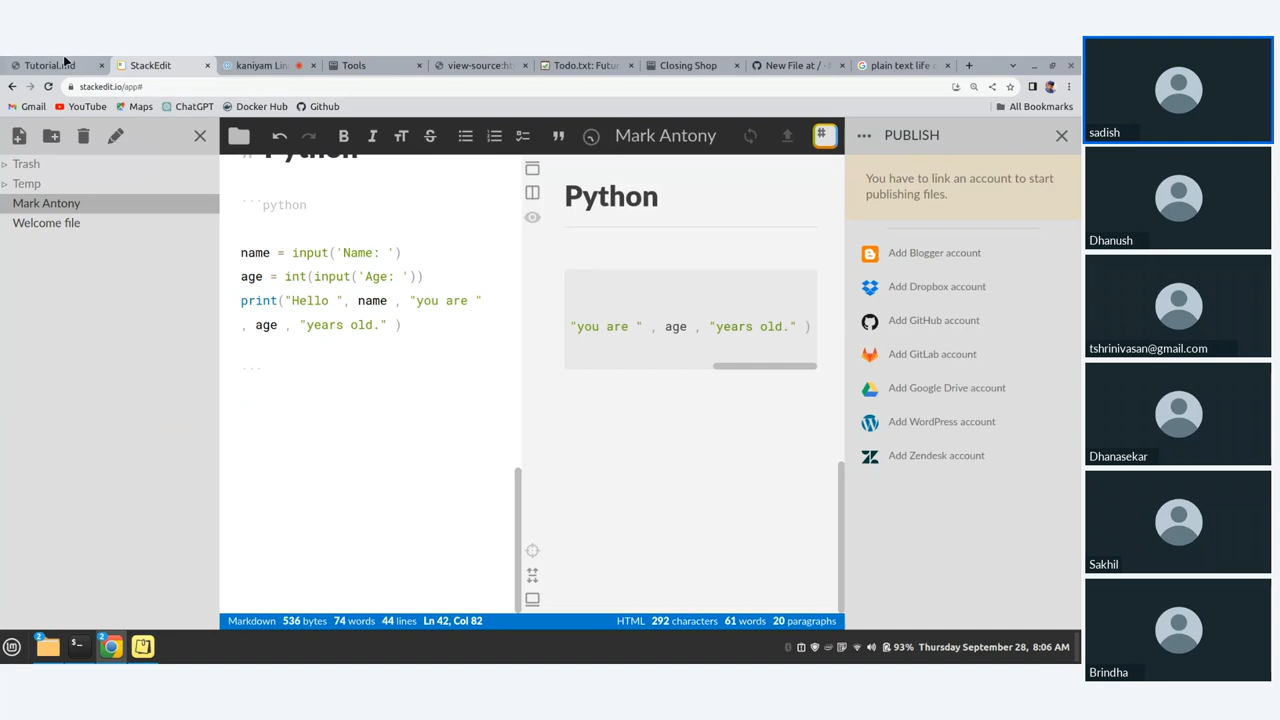 Tutorial.md StackEdit kaniyam Lin Tools view-source:ht Todo.txt: Futur Closing Shop New File at / · plain text life
stackedit.io/app#
Gmail YouTube Maps ChatGPT Docker Hub Github All Bookmarks
Mark Antony PUBLISH
Trash
Temp
Mark Antony
Welcome file
# Python
```python
name = input('Name: ')
age = int(input('Age: '))
print("Hello ", name , "you are "
, age , "years old." )
```
Python
"you are " , age , "years old." )
You have to link an account to start
publishing files.
Add Blogger account
Add Dropbox account
Add GitHub account
Add GitLab account
Add Google Drive account
Add WordPress account
Add Zendesk account
Markdown 536 bytes 74 words 44 lines Ln 42, Col 82 HTML 292 characters 61 words 20 paragraphs
2 2 93% Thursday September 28, 8:06 AM
sadish
Dhanush
tshrinivasan@gmail.com
Dhanasekar
Sakhil
Brindha